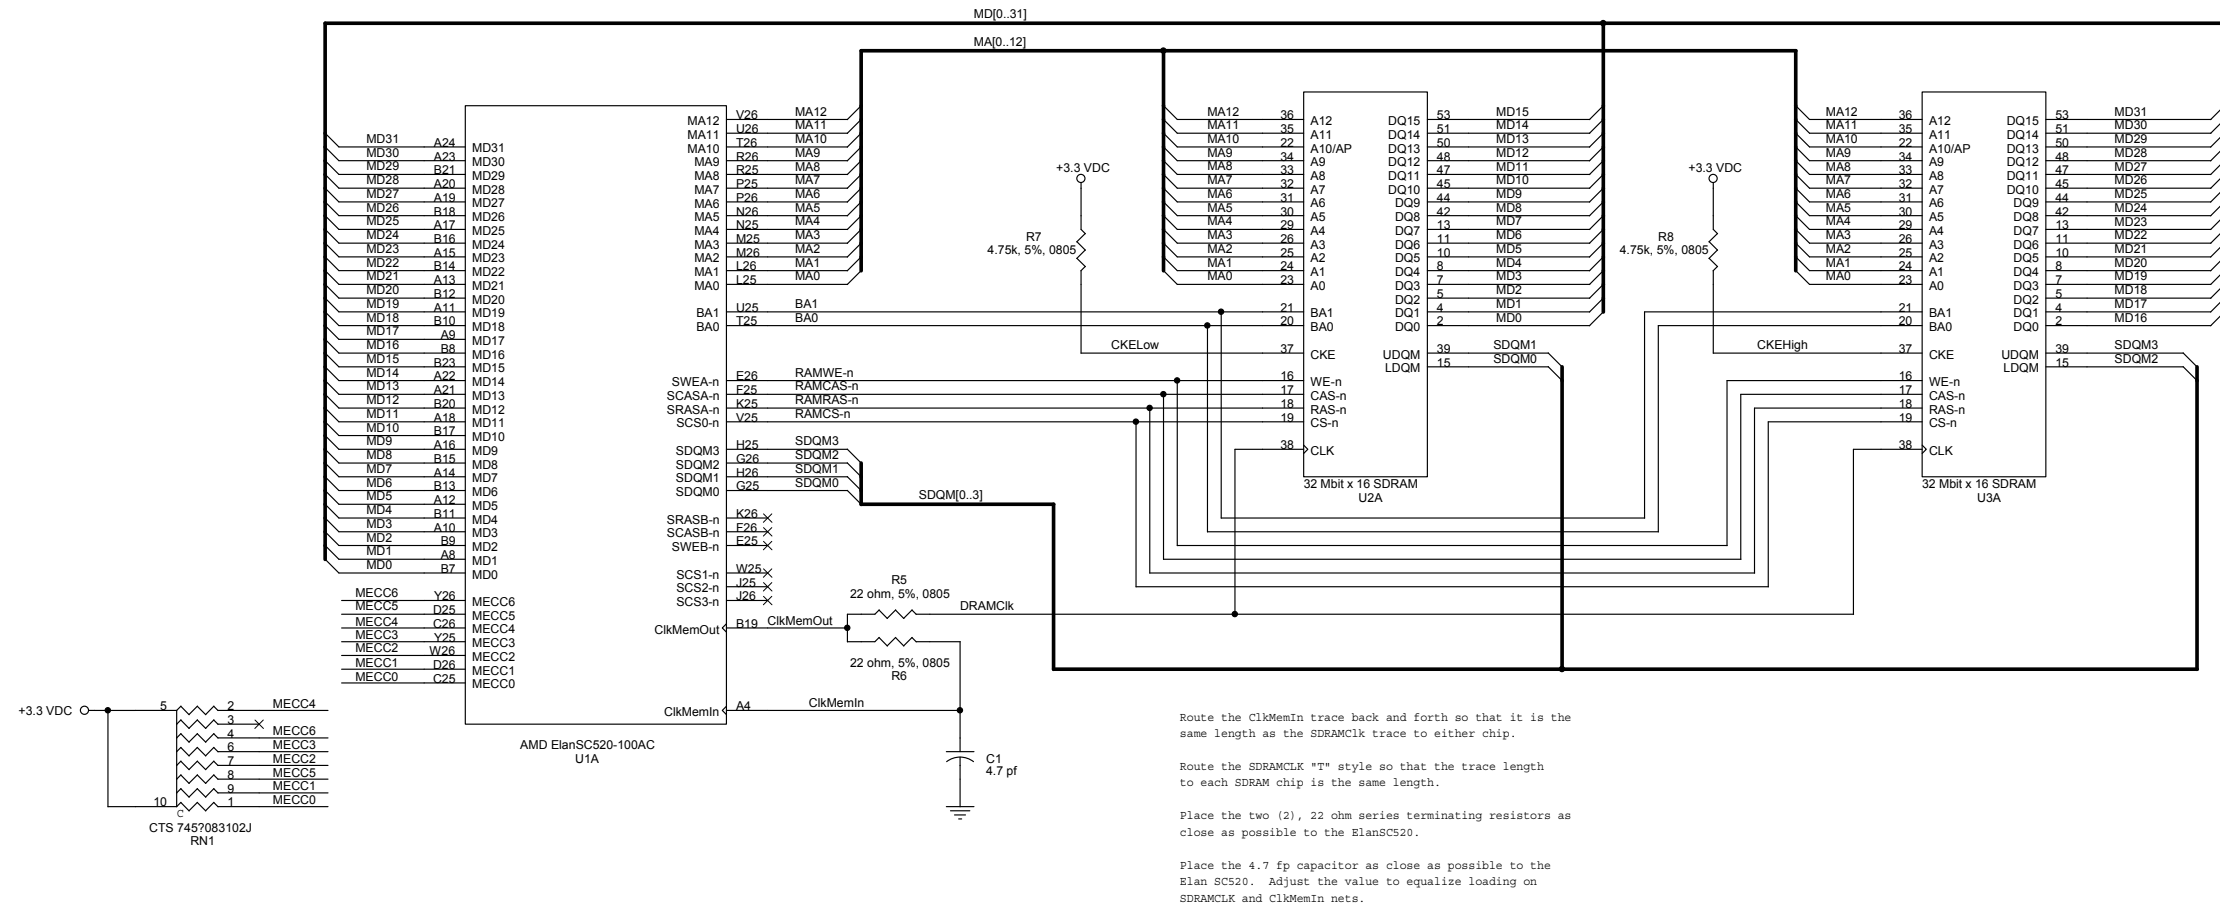 MD[0..31]
MA[0..12]
MD31 A24 MD31
MD30 A23 MD30
MD29 B21 MD29
MD28 A20 MD28
MD27 A19 MD27
MD26 B18 MD26
MD25 A17 MD25
MD24 B16 MD24
MD23 A15 MD23
MD22 B14 MD22
MD21 A13 MD21
MD20 B12 MD20
MD19 A11 MD19
MD18 B10 MD18
MD17 A9 MD17
MD16 B8 MD16
MD15 B23 MD15
MD14 A22 MD14
MD13 A21 MD13
MD12 B20 MD12
MD11 A18 MD11
MD10 B17 MD10
MD9 A16 MD9
MD8 B15 MD8
MD7 A14 MD7
MD6 B13 MD6
MD5 A12 MD5
MD4 B11 MD4
MD3 A10 MD3
MD2 B9 MD2
MD1 A8 MD1
MD0 B7 MD0
MECC6 Y26 MECC6
MECC5 D25 MECC5
MECC4 C26 MECC4
MECC3 Y25 MECC3
MECC2 W26 MECC2
MECC1 D26 MECC1
MECC0 C25 MECC0
MA12 V26 MA12
MA11 U26 MA11
MA10 T26 MA10
MA9 R26 MA9
MA8 R25 MA8
MA7 P25 MA7
MA6 P26 MA6
MA5 N26 MA5
MA4 N25 MA4
MA3 M25 MA3
MA2 M26 MA2
MA1 L26 MA1
MA0 L25 MA0
BA1 U25 BA1
BA0 T25 BA0
SWEA-n E26 RAMWE-n
SCASA-n F25 RAMCAS-n
SRASA-n K25 RAMRAS-n
SCS0-n V25 RAMCS-n
SDQM3 H25 SDQM3
SDQM2 G26 SDQM2
SDQM1 H26 SDQM1
SDQM0 G25 SDQM0
SDQM[0..3]
SRASB-n K26
SCASB-n F26
SWEB-n E25
SCS1-n W25
SCS2-n J25
SCS3-n J26
ClkMemOut B19 ClkMemOut
ClkMemIn A4 ClkMemIn
AMD ElanSC520-100AC
U1A
R5
22 ohm, 5%, 0805
DRAMClk
22 ohm, 5%, 0805
R6
C1
4.7 pf
+3.3 VDC
5 2 MECC4
3
4 MECC6
6 MECC3
7 MECC2
8 MECC5
9 MECC1
10 1 MECC0
C
CTS 745?083102J
RN1
+3.3 VDC
R7
4.75k, 5%, 0805
CKELow
MA12 36 A12
MA11 35 A11
MA10 22 A10/AP
MA9 34 A9
MA8 33 A8
MA7 32 A7
MA6 31 A6
MA5 30 A5
MA4 29 A4
MA3 26 A3
MA2 25 A2
MA1 24 A1
MA0 23 A0
21 BA1
20 BA0
37 CKE
16 WE-n
17 CAS-n
18 RAS-n
19 CS-n
38 CLK
DQ15 53 MD15
DQ14 51 MD14
DQ13 50 MD13
DQ12 48 MD12
DQ11 47 MD11
DQ10 45 MD10
DQ9 44 MD9
DQ8 42 MD8
DQ7 13 MD7
DQ6 11 MD6
DQ5 10 MD5
DQ4 8 MD4
DQ3 7 MD3
DQ2 5 MD2
DQ1 4 MD1
DQ0 2 MD0
UDQM 39 SDQM1
LDQM 15 SDQM0
32 Mbit x 16 SDRAM
U2A
+3.3 VDC
R8
4.75k, 5%, 0805
CKEHigh
MA12 36 A12
MA11 35 A11
MA10 22 A10/AP
MA9 34 A9
MA8 33 A8
MA7 32 A7
MA6 31 A6
MA5 30 A5
MA4 29 A4
MA3 26 A3
MA2 25 A2
MA1 24 A1
MA0 23 A0
21 BA1
20 BA0
37 CKE
16 WE-n
17 CAS-n
18 RAS-n
19 CS-n
38 CLK
DQ15 53 MD31
DQ14 51 MD30
DQ13 50 MD29
DQ12 48 MD28
DQ11 47 MD27
DQ10 45 MD26
DQ9 44 MD25
DQ8 42 MD24
DQ7 13 MD23
DQ6 11 MD22
DQ5 10 MD21
DQ4 8 MD20
DQ3 7 MD19
DQ2 5 MD18
DQ1 4 MD17
DQ0 2 MD16
UDQM 39 SDQM3
LDQM 15 SDQM2
32 Mbit x 16 SDRAM
U3A
Route the ClkMemIn trace back and forth so that it is the
same length as the SDRAMClk trace to either chip.
Route the SDRAMCLK "T" style so that the trace length
to each SDRAM chip is the same length.
Place the two (2), 22 ohm series terminating resistors as
close as possible to the ElanSC520.
Place the 4.7 fp capacitor as close as possible to the
Elan SC520. Adjust the value to equalize loading on
SDRAMCLK and ClkMemIn nets.